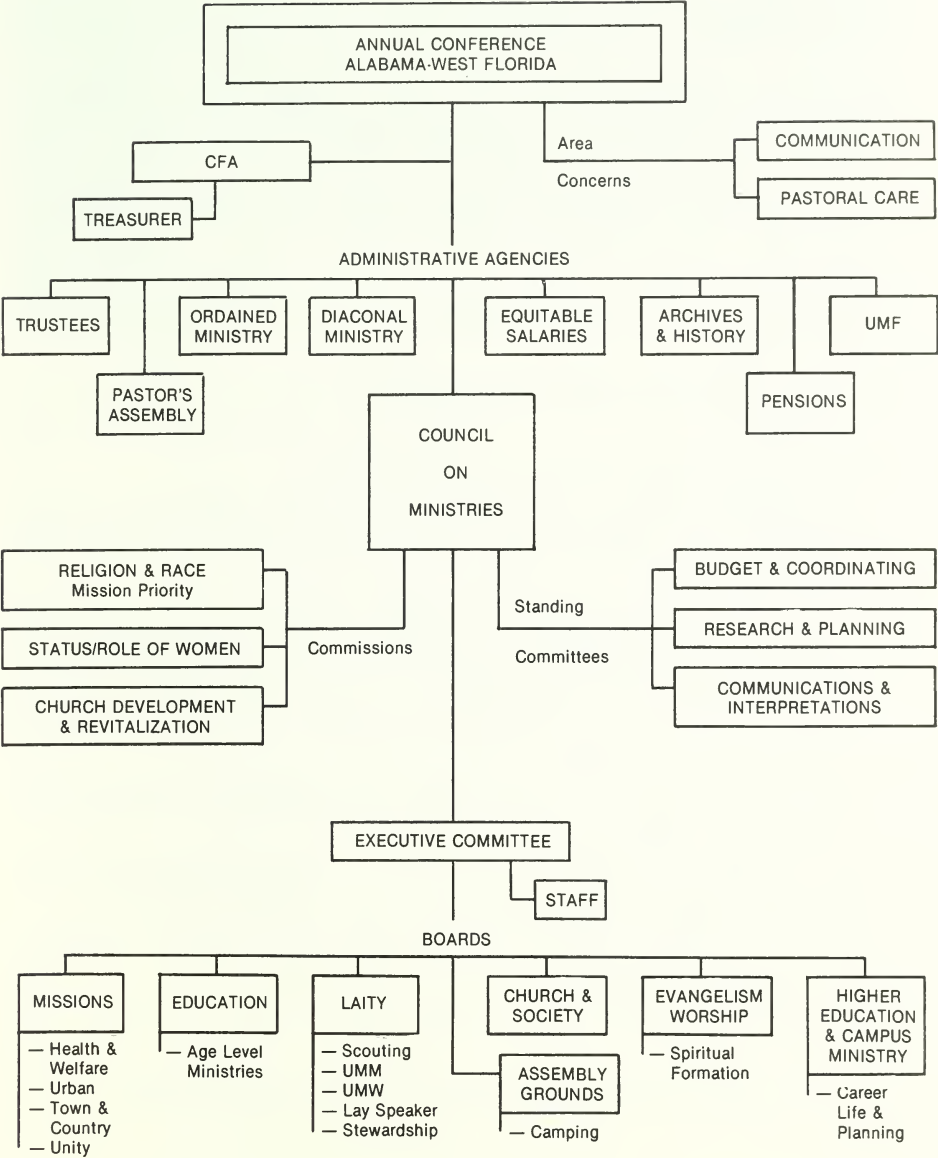 ANNUAL CONFERENCE
ALABAMA-WEST FLORIDA
CFA
TREASURER
Area
Concerns
COMMUNICATION
PASTORAL CARE
ADMINISTRATIVE AGENCIES
TRUSTEES
ORDAINED
MINISTRY
DIACONAL
MINISTRY
EQUITABLE
SALARIES
ARCHIVES
& HISTORY
UMF
PASTOR'S
ASSEMBLY
PENSIONS
COUNCIL
ON
MINISTRIES
RELIGION & RACE
Mission Priority
STATUS/ROLE OF WOMEN
CHURCH DEVELOPMENT
& REVITALIZATION
Commissions
Standing
Committees
BUDGET & COORDINATING
RESEARCH & PLANNING
COMMUNICATIONS &
INTERPRETATIONS
EXECUTIVE COMMITTEE
STAFF
BOARDS
MISSIONS
— Health &
Welfare
— Urban
— Town &
Country
— Unity
EDUCATION
— Age Level
Ministries
LAITY
— Scouting
— UMM
— UMW
— Lay Speaker
— Stewardship
CHURCH &
SOCIETY
ASSEMBLY
GROUNDS
— Camping
EVANGELISM
WORSHIP
— Spiritual
Formation
HIGHER
EDUCATION
& CAMPUS
MINISTRY
— Career
Life &
Planning